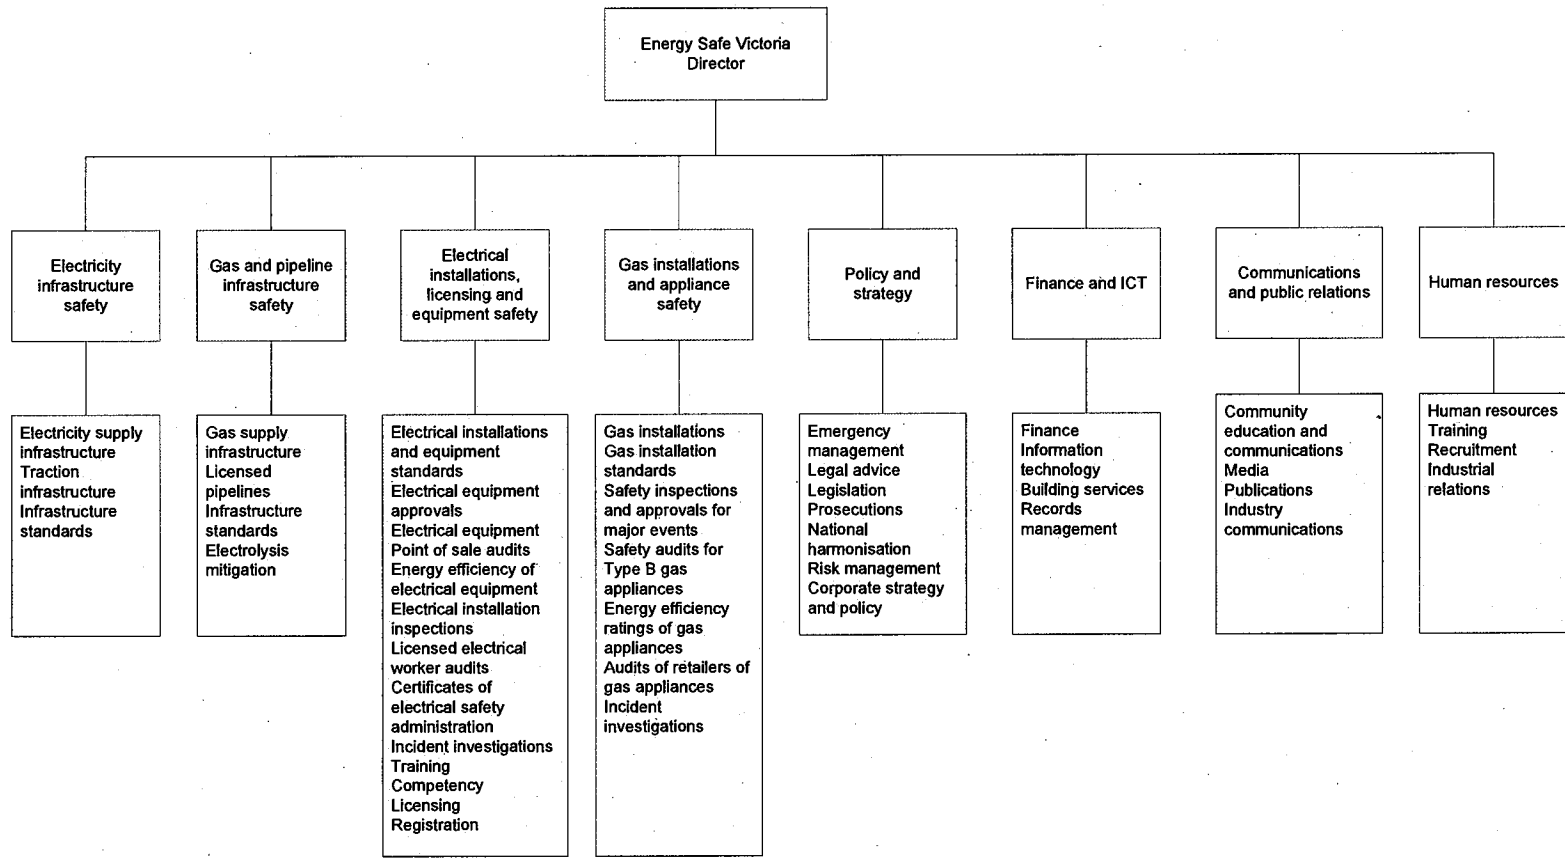 Energy Safe Victoria
Director
Electricity
infrastructure
safety
Gas and pipeline
infrastructure
safety
Electrical
installations,
licensing and
equipment safety
Gas installations
and appliance
safety
Policy and
strategy
Finance and ICT
Communications
and public relations
Human resources
Electricity supply
infrastructure
Traction
infrastructure
Infrastructure
standards
Gas supply
infrastructure
Licensed
pipelines
Infrastructure
standards
Electrolysis
mitigation
Electrical installations
and equipment
standards
Electrical equipment
approvals
Electrical equipment
Point of sale audits
Energy efficiency of
electrical equipment
Electrical installation
inspections
Licensed electrical
worker audits
Certificates of
electrical safety
administration
Incident investigations
Training
Competency
Licensing
Registration
Gas installations
Gas installation
standards
Safety inspections
and approvals for
major events
Safety audits for
Type B gas
appliances
Energy efficiency
ratings of gas
appliances
Audits of retailers of
gas appliances
Incident
investigations
Emergency
management
Legal advice
Legislation
Prosecutions
National
harmonisation
Risk management
Corporate strategy
and policy
Finance
Information
technology
Building services
Records
management
Community
education and
communications
Media
Publications
Industry
communications
Human resources
Training
Recruitment
Industrial
relations